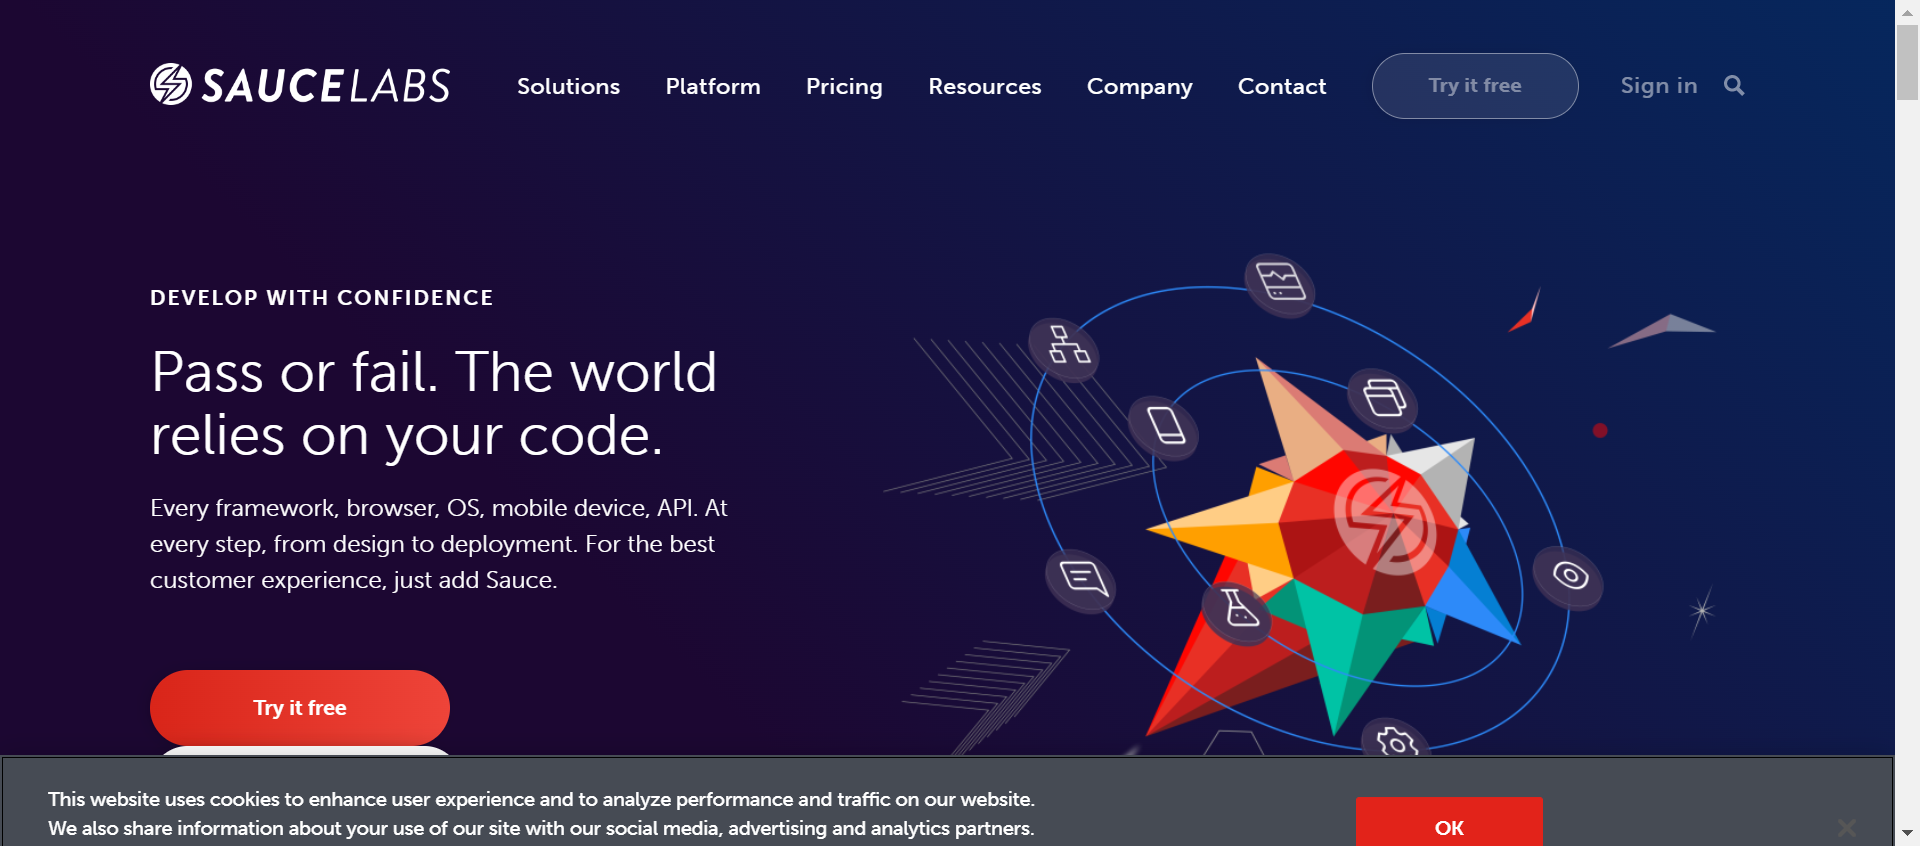 SAUCELABS
Solutions Platform Pricing Resources Company Contact Try it free Sign in
DEVELOP WITH CONFIDENCE
Pass or fail. The world
relies on your code.
Every framework, browser, OS, mobile device, API. At
every step, from design to deployment. For the best
customer experience, just add Sauce.
Try it free
This website uses cookies to enhance user experience and to analyze performance and traffic on our website.
We also share information about your use of our site with our social media, advertising and analytics partners.
OK